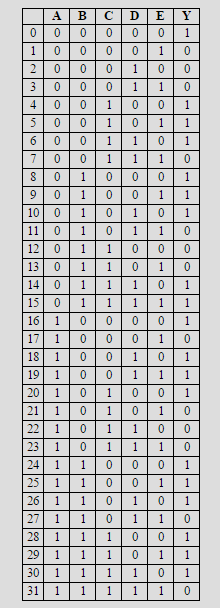 A B C D E Y
0 0 0 0 0 0 1
1 0 0 0 0 1 0
2 0 0 0 1 0 0
3 0 0 0 1 1 0
4 0 0 1 0 0 1
5 0 0 1 0 1 1
6 0 0 1 1 0 1
7 0 0 1 1 1 0
8 0 1 0 0 0 1
9 0 1 0 0 1 1
10 0 1 0 1 0 1
11 0 1 0 1 1 0
12 0 1 1 0 0 0
13 0 1 1 0 1 0
14 0 1 1 1 0 1
15 0 1 1 1 1 1
16 1 0 0 0 0 1
17 1 0 0 0 1 0
18 1 0 0 1 0 1
19 1 0 0 1 1 1
20 1 0 1 0 0 1
21 1 0 1 0 1 0
22 1 0 1 1 0 0
23 1 0 1 1 1 0
24 1 1 0 0 0 1
25 1 1 0 0 1 1
26 1 1 0 1 0 1
27 1 1 0 1 1 0
28 1 1 1 0 0 1
29 1 1 1 0 1 1
30 1 1 1 1 0 1
31 1 1 1 1 1 0